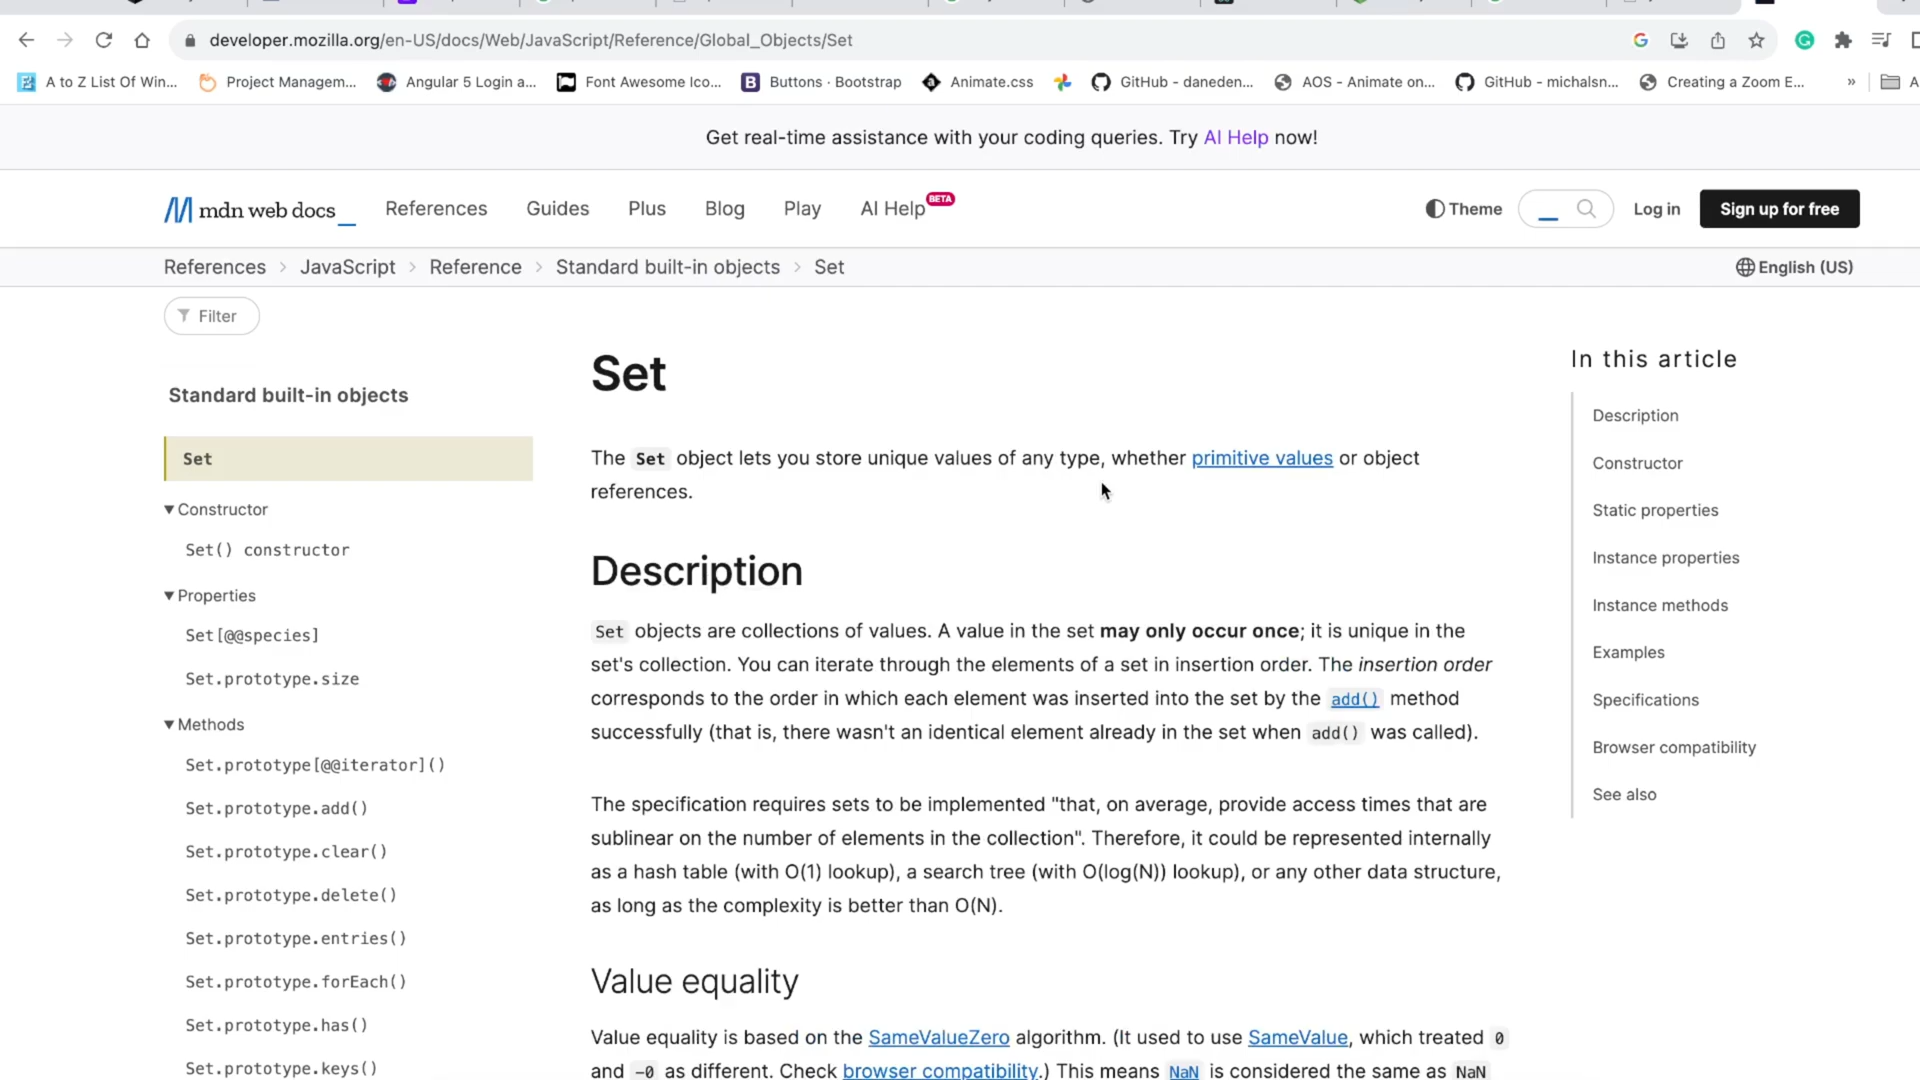 developer.mozilla.org/en-US/docs/Web/JavaScript/Reference/Global_Objects/Set
A to Z List Of Win... Project Managem... Angular 5 Login a... Font Awesome Ico... Buttons · Bootstrap Animate.css GitHub - daneden... AOS - Animate on... GitHub - michalsn... Creating a Zoom E... » A
Get real-time assistance with your coding queries. Try AI Help now!
mdn web docs_ References Guides Plus Blog Play AI Help BETA Theme Log in Sign up for free
References > JavaScript > Reference > Standard built-in objects > Set English (US)
Filter
Standard built-in objects
Set
Constructor
Set() constructor
Properties
Set[@@species]
Set.prototype.size
Methods
Set.prototype[@@iterator]()
Set.prototype.add()
Set.prototype.clear()
Set.prototype.delete()
Set.prototype.entries()
Set.prototype.forEach()
Set.prototype.has()
Set.prototype.keys()
Set
The Set object lets you store unique values of any type, whether primitive values or object
references.
Description
Set objects are collections of values. A value in the set may only occur once; it is unique in the
set's collection. You can iterate through the elements of a set in insertion order. The insertion order
corresponds to the order in which each element was inserted into the set by the add() method
successfully (that is, there wasn't an identical element already in the set when add() was called).
The specification requires sets to be implemented "that, on average, provide access times that are
sublinear on the number of elements in the collection". Therefore, it could be represented internally
as a hash table (with O(1) lookup), a search tree (with O(log(N)) lookup), or any other data structure,
as long as the complexity is better than O(N).
Value equality
Value equality is based on the SameValueZero algorithm. (It used to use SameValue, which treated 0
and -0 as different. Check browser compatibility.) This means NaN is considered the same as NaN
In this article
Description
Constructor
Static properties
Instance properties
Instance methods
Examples
Specifications
Browser compatibility
See also